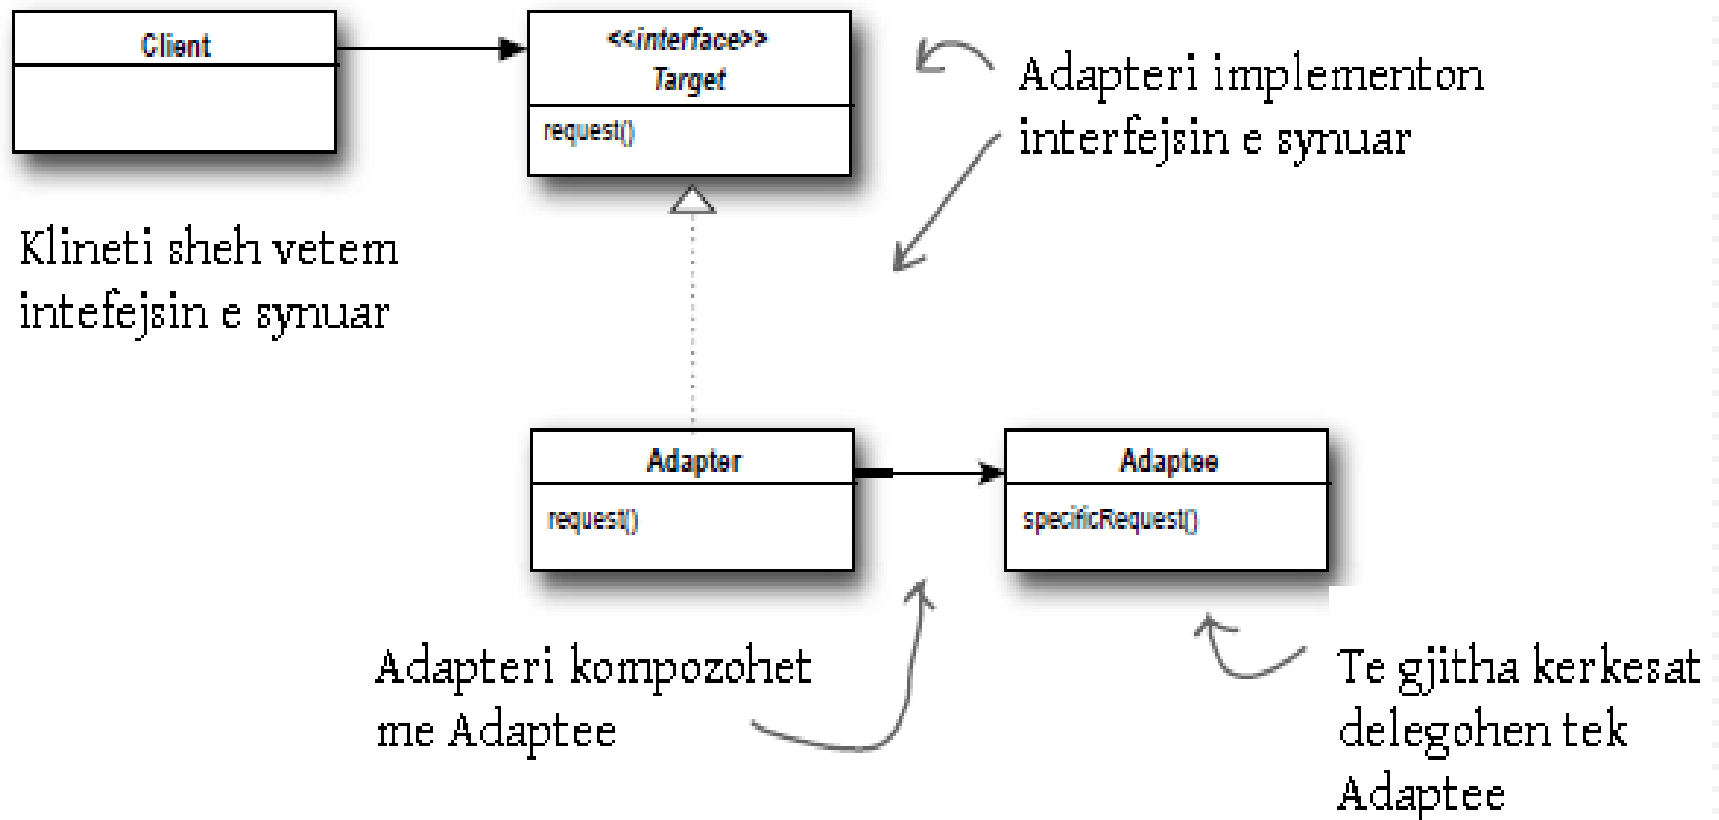 Client
<<interface>>
Target
request()
Adapteri implementon
interfejsin e synuar
Klineti sheh vetem
intefejsin e synuar
Adapter
request()
Adaptee
specificRequest()
Adapteri kompozohet
me Adaptee
Te gjitha kerkesat
delegohen tek
Adaptee